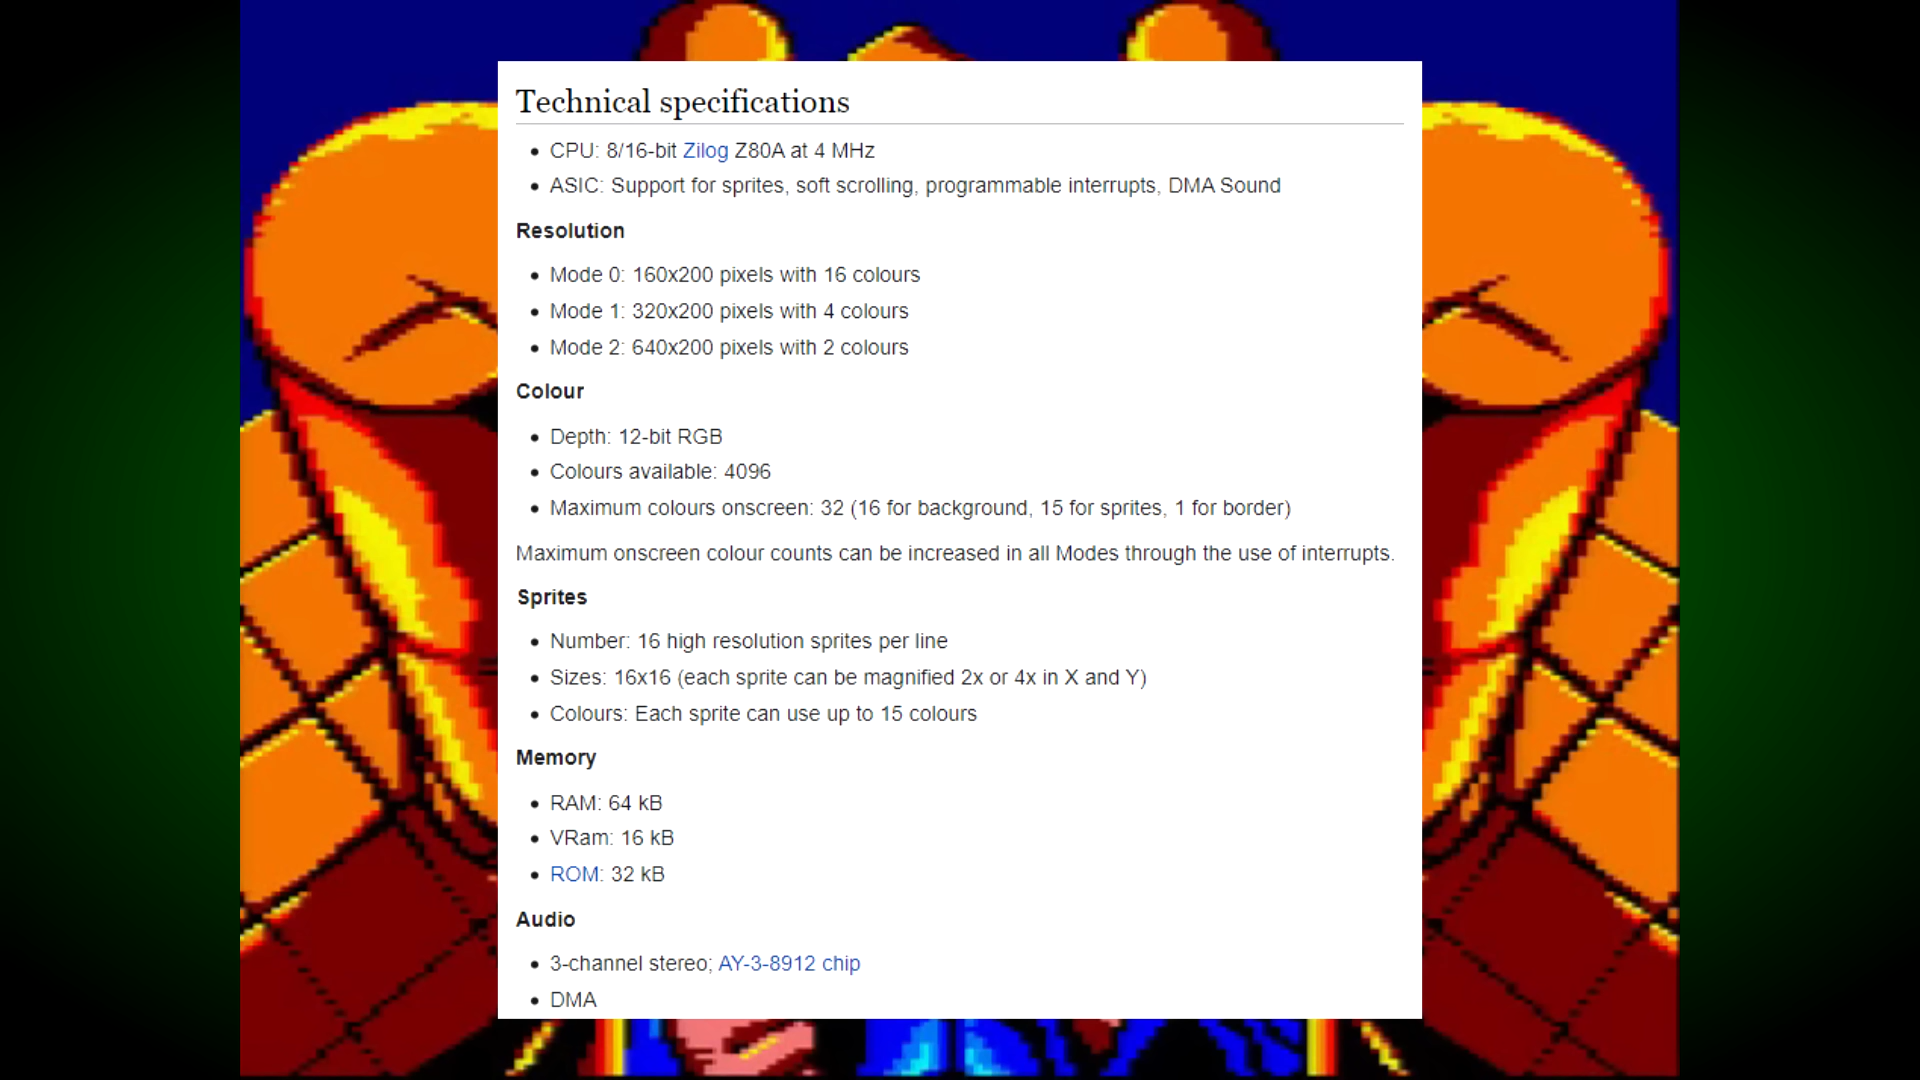 Technical specifications
CPU: 8/16-bit Zilog Z80A at 4 MHz
ASIC: Support for sprites, soft scrolling, programmable interrupts, DMA Sound
Resolution
Mode 0: 160x200 pixels with 16 colours
Mode 1: 320x200 pixels with 4 colours
Mode 2: 640x200 pixels with 2 colours
Colour
Depth: 12-bit RGB
Colours available: 4096
Maximum colours onscreen: 32 (16 for background, 15 for sprites, 1 for border)
Maximum onscreen colour counts can be increased in all Modes through the use of interrupts.
Sprites
Number: 16 high resolution sprites per line
Sizes: 16x16 (each sprite can be magnified 2x or 4x in X and Y)
Colours: Each sprite can use up to 15 colours
Memory
RAM: 64 kB
VRam: 16 kB
ROM: 32 kB
Audio
3-channel stereo; AY-3-8912 chip
DMA